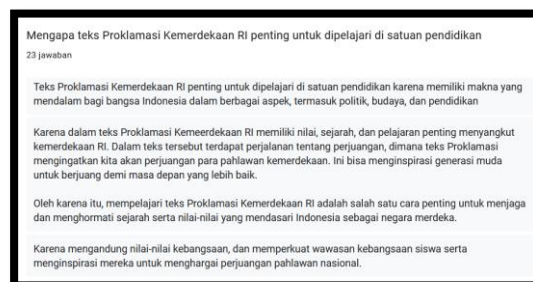 Mengapa teks Proklamasi Kemerdekaan RI penting untuk dipelajari di satuan pendidikan
23 jawaban
Teks Proklamasi Kemerdekaan RI penting untuk dipelajari di satuan pendidikan karena memiliki makna yang
mendalam bagi bangsa Indonesia dalam berbagai aspek, termasuk politik, budaya, dan pendidikan
Karena dalam teks Proklamasi Kemeerdekaan RI memiliki nilai, sejarah, dan pelajaran penting menyangkut
kemerdekaan RI. Dalam teks tersebut terdapat perjalanan tentang perjuangan, dimana teks Proklamasi
mengingatkan kita akan perjuangan para pahlawan kemerdekaan. Ini bisa menginspirasi generasi muda
untuk berjuang demi masa depan yang lebih baik.
Oleh karena itu, mempelajari teks Proklamasi Kemerdekaan RI adalah salah satu cara penting untuk menjaga
dan menghormati sejarah serta nilai-nilai yang mendasari Indonesia sebagai negara merdeka.
Karena mengandung nilai-nilai kebangsaan, dan memperkuat wawasan kebangsaan siswa serta
menginspirasi mereka untuk menghargai perjuangan pahlawan nasional.